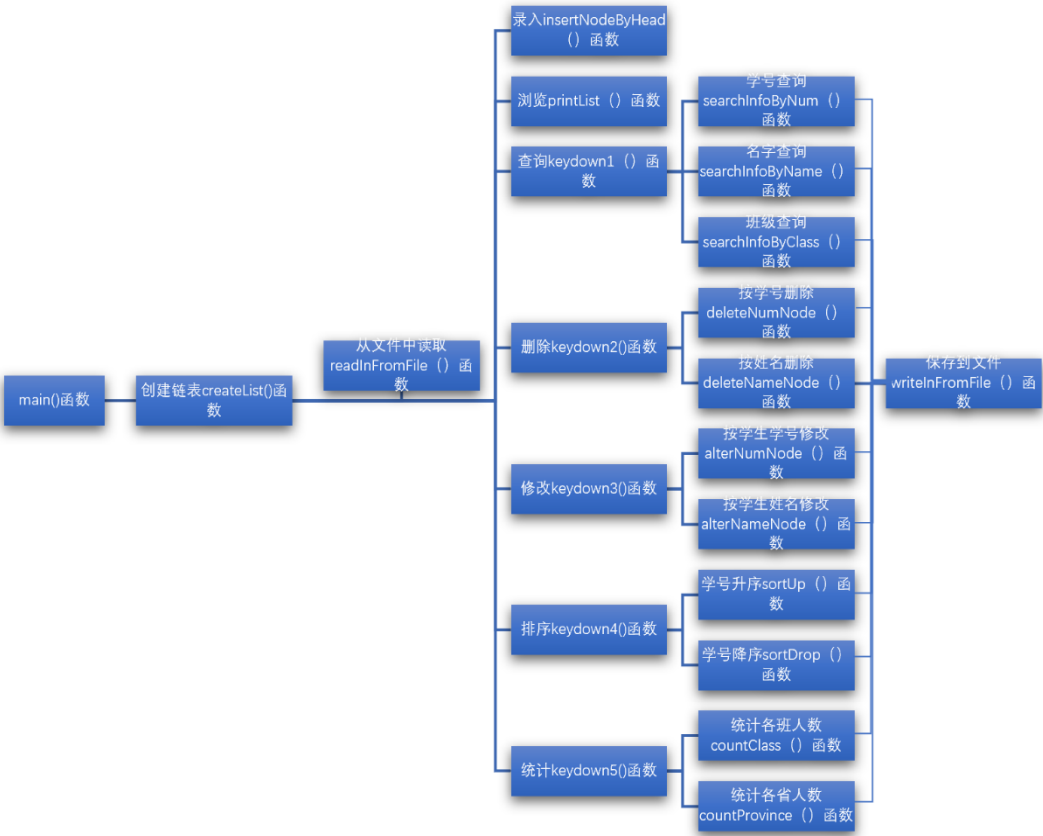 main()函数
创建链表createList()函
数
从文件中读取
readInFromFile（）函
数
录入insertNodeByHead
（）函数
浏览printList（）函数
查询keydown1（）函
数
学号查询
searchInfoByNum（）
函数
名字查询
searchInfoByName（）
函数
班级查询
searchInfoByClass（）
函数
删除keydown2()函数
按学号删除
deleteNumNode（）
函数
按姓名删除
deleteNameNode（）
函数
修改keydown3()函数
按学生学号修改
alterNumNode（）函
数
按学生姓名修改
alterNameNode（）函
数
排序keydown4()函数
学号升序sortUp（）函
数
学号降序sortDrop（）
函数
统计keydown5()函数
统计各班人数
countClass（）函数
统计各省人数
countProvince（）函数
保存到文件
writeInFromFile（）函
数